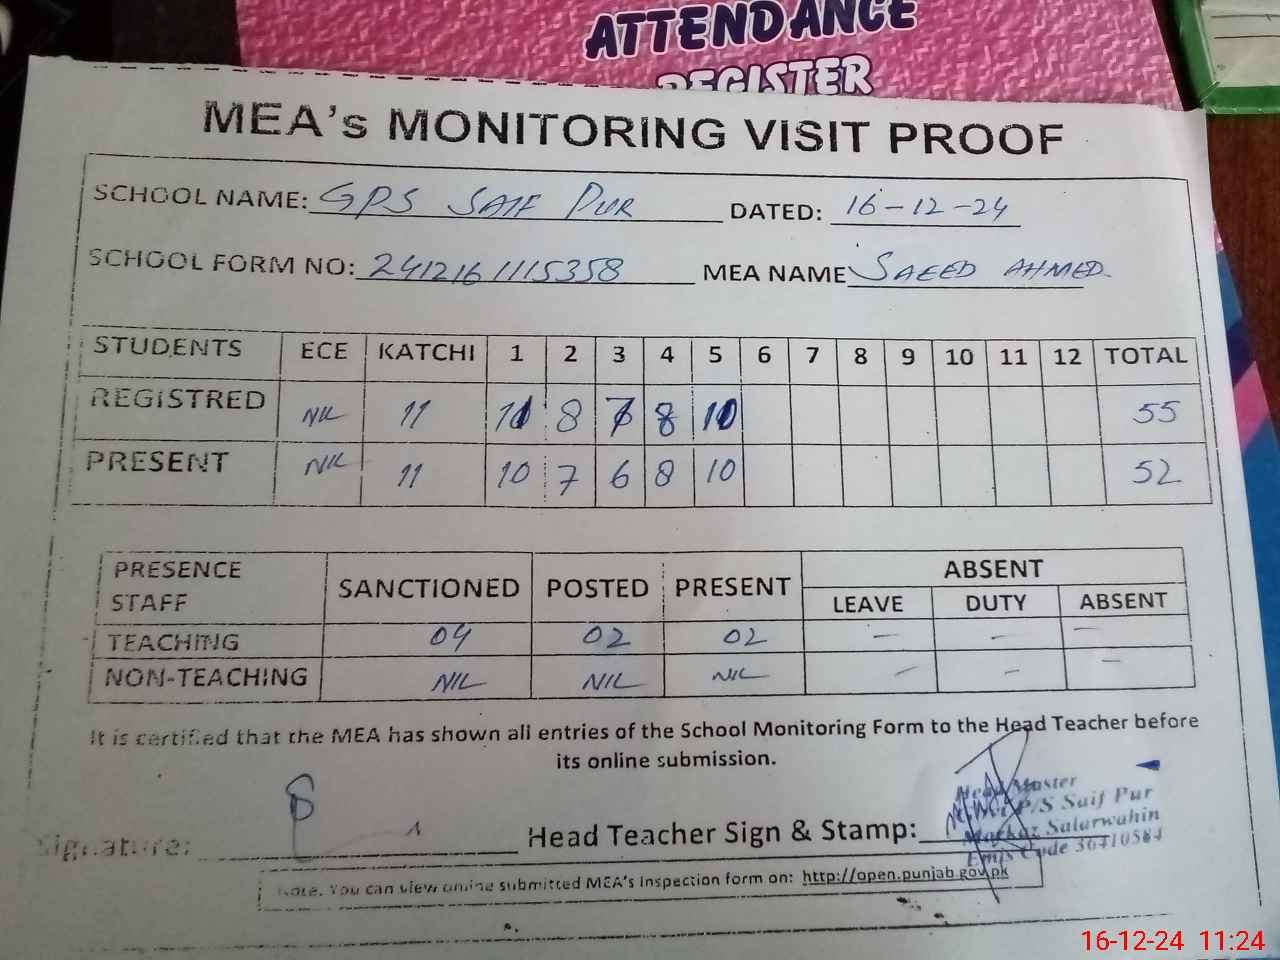 ATTENDANCE
REGISTER
MEA's MONITORING VISIT PROOF
SCHOOL NAME: GPS SAIF PUR DATED: 16-12-24
SCHOOL FORM NO: 2412161115358 MEA NAME SAEED AHMED.
STUDENTS ECE KATCHI 1 2 3 4 5 6 7 8 9 10 11 12 TOTAL
REGISTRED NIL 11 8 7 8 10 55
PRESENT NIL 11 10 7 6 8 10 52
PRESENCE STAFF SANCTIONED POSTED PRESENT ABSENT
LEAVE DUTY ABSENT
TEACHING 04 02 02 — — —
NON-TEACHING NIL NIL NIL — — —
It is certified that the MEA has shown all entries of the School Monitoring Form to the Head Teacher before
its online submission.
Signature: Head Teacher Sign & Stamp:
Head Master
P/S Saif Pur
Markaz Salarwahin
Emis Code 36710584
Note. You can view online submitted MEA's Inspection form on: http://open.punjab.gov.pk
16-12-24 11:24